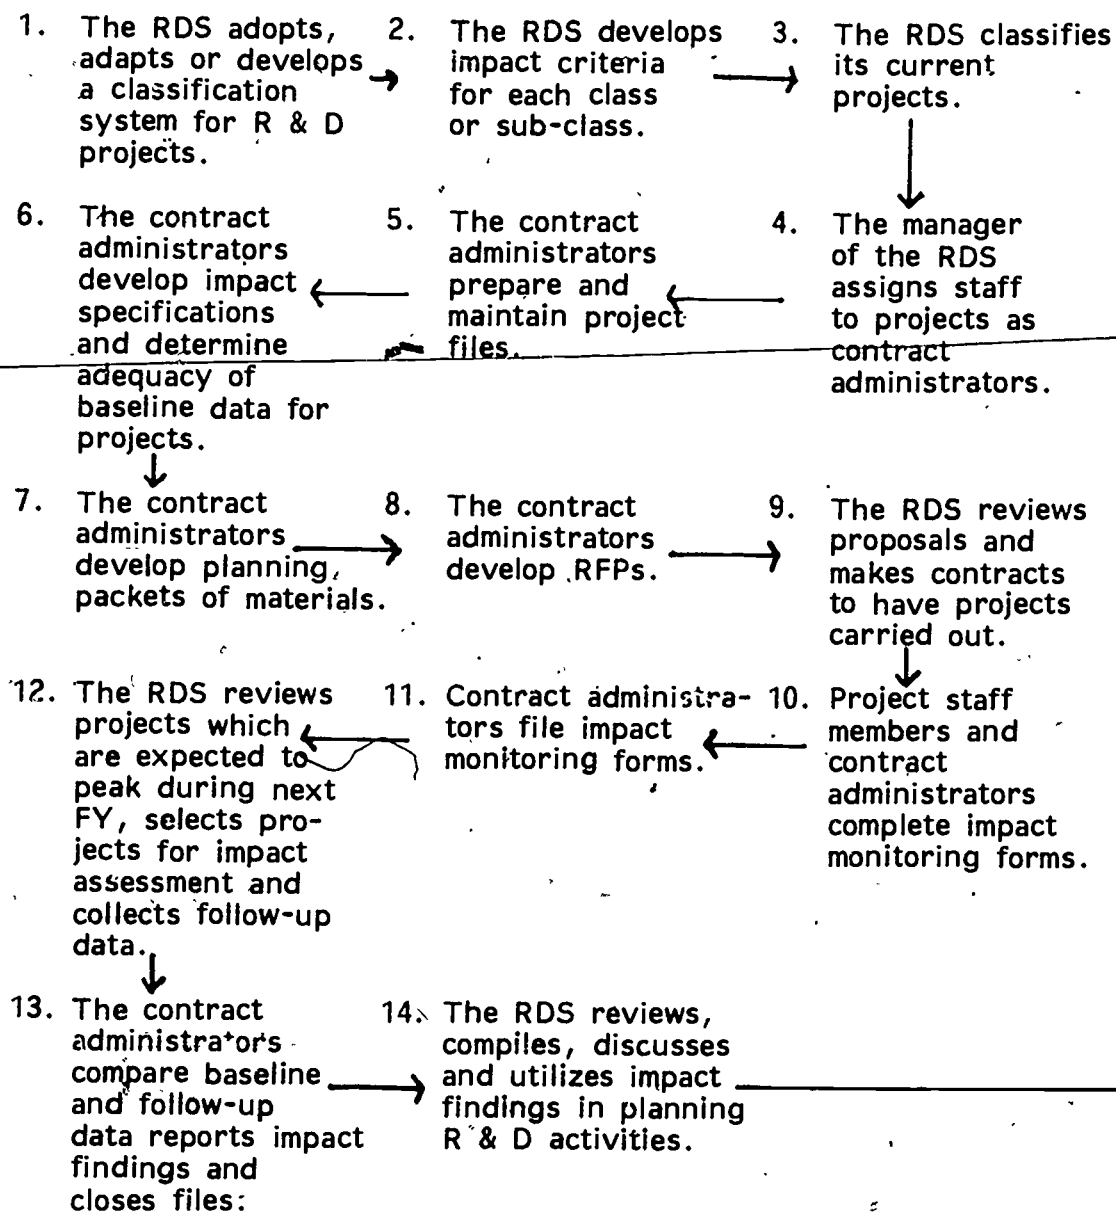 1. The RDS adopts,
adapts or develops
a classification
system for R & D
projects.
2. The RDS develops
impact criteria
for each class
or sub-class.
3. The RDS classifies
its current
projects.
4. The manager
of the RDS
assigns staff
to projects as
contract
administrators.
5. The contract
administrators
prepare and
maintain project
files.
6. The contract
administrators
develop impact
specifications
and determine
adequacy of
baseline data for
projects.
7. The contract
administrators
develop planning
packets of materials.
8. The contract
administrators
develop RFPs.
9. The RDS reviews
proposals and
makes contracts
to have projects
carried out.
10. Project staff
members and
contract
administrators
complete impact
monitoring forms.
11. Contract administra-
tors file impact
monitoring forms.
12. The RDS reviews
projects which
are expected to
peak during next
FY, selects pro-
jects for impact
assessment and
collects follow-up
data.
13. The contract
administrators
compare baseline
and follow-up
data reports impact
findings and
closes files:
14. The RDS reviews,
compiles, discusses
and utilizes impact
findings in planning
R & D activities.